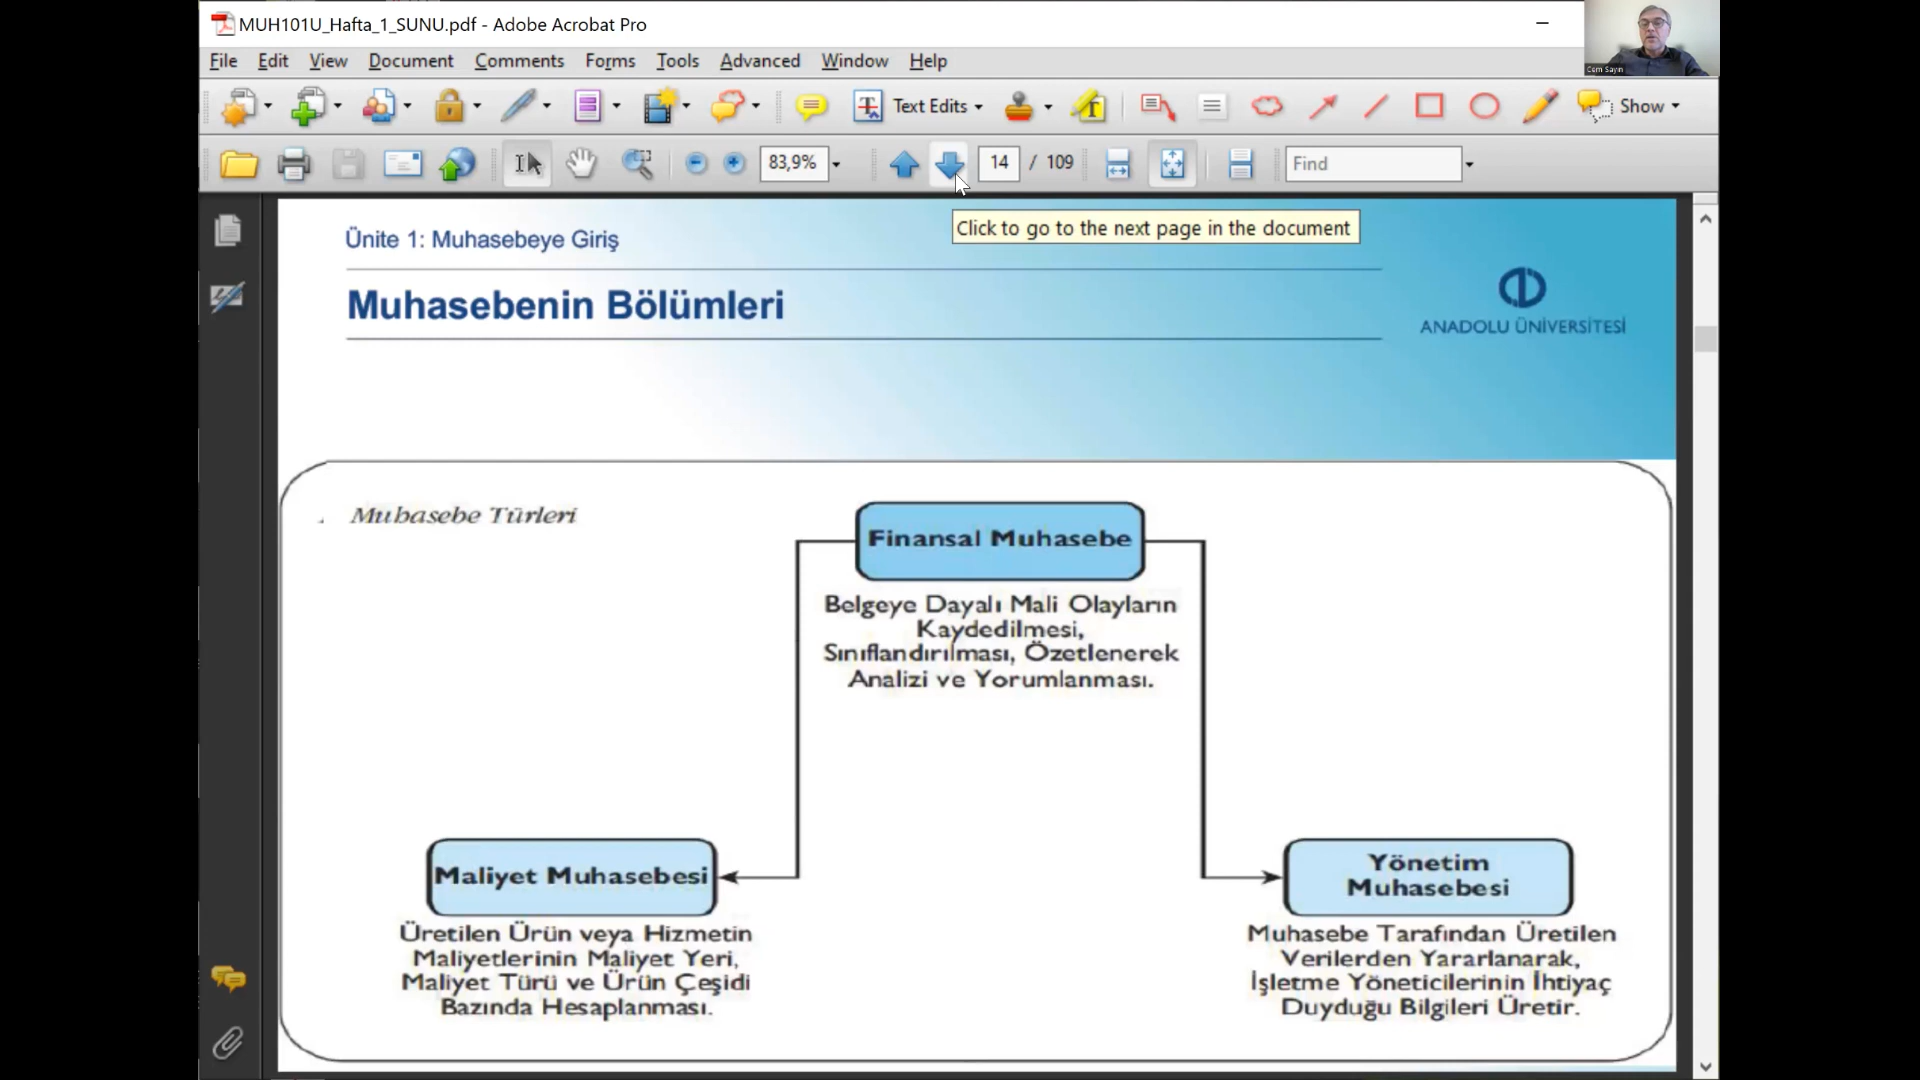 MUH101U_Hafta_1_SUNU.pdf - Adobe Acrobat Pro
File Edit View Document Comments Forms Tools Advanced Window Help
Cem Sayın
Text Edits
Show
83,9%
14 / 109
Find
Click to go to the next page in the document
Ünite 1: Muhasebeye Giriş
Muhasebenin Bölümleri
ANADOLU ÜNİVERSİTESİ
Muhasebe Türleri
Finansal Muhasebe
Belgeye Dayalı Mali Olayların
Kaydedilmesi,
Sınıflandırılması, Özetlenerek
Analizi ve Yorumlanması.
Maliyet Muhasebesi
Üretilen Ürün veya Hizmetin
Maliyetlerinin Maliyet Yeri,
Maliyet Türü ve Ürün Çeşidi
Bazında Hesaplanması.
Yönetim
Muhasebesi
Muhasebe Tarafından Üretilen
Verilerden Yararlanarak,
İşletme Yöneticilerinin İhtiyaç
Duyduğu Bilgileri Üretir.